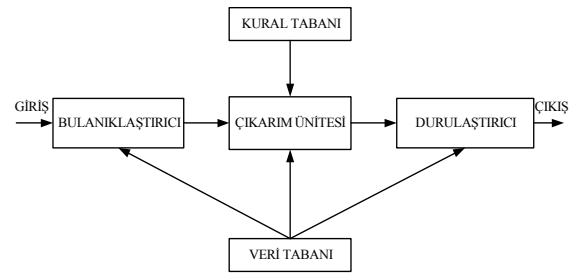 KURAL TABANI
GİRİŞ
BULANIKLAŞTIRICI
ÇIKARIM ÜNİTESİ
DURULAŞTIRICI
ÇIKIŞ
VERİ TABANI